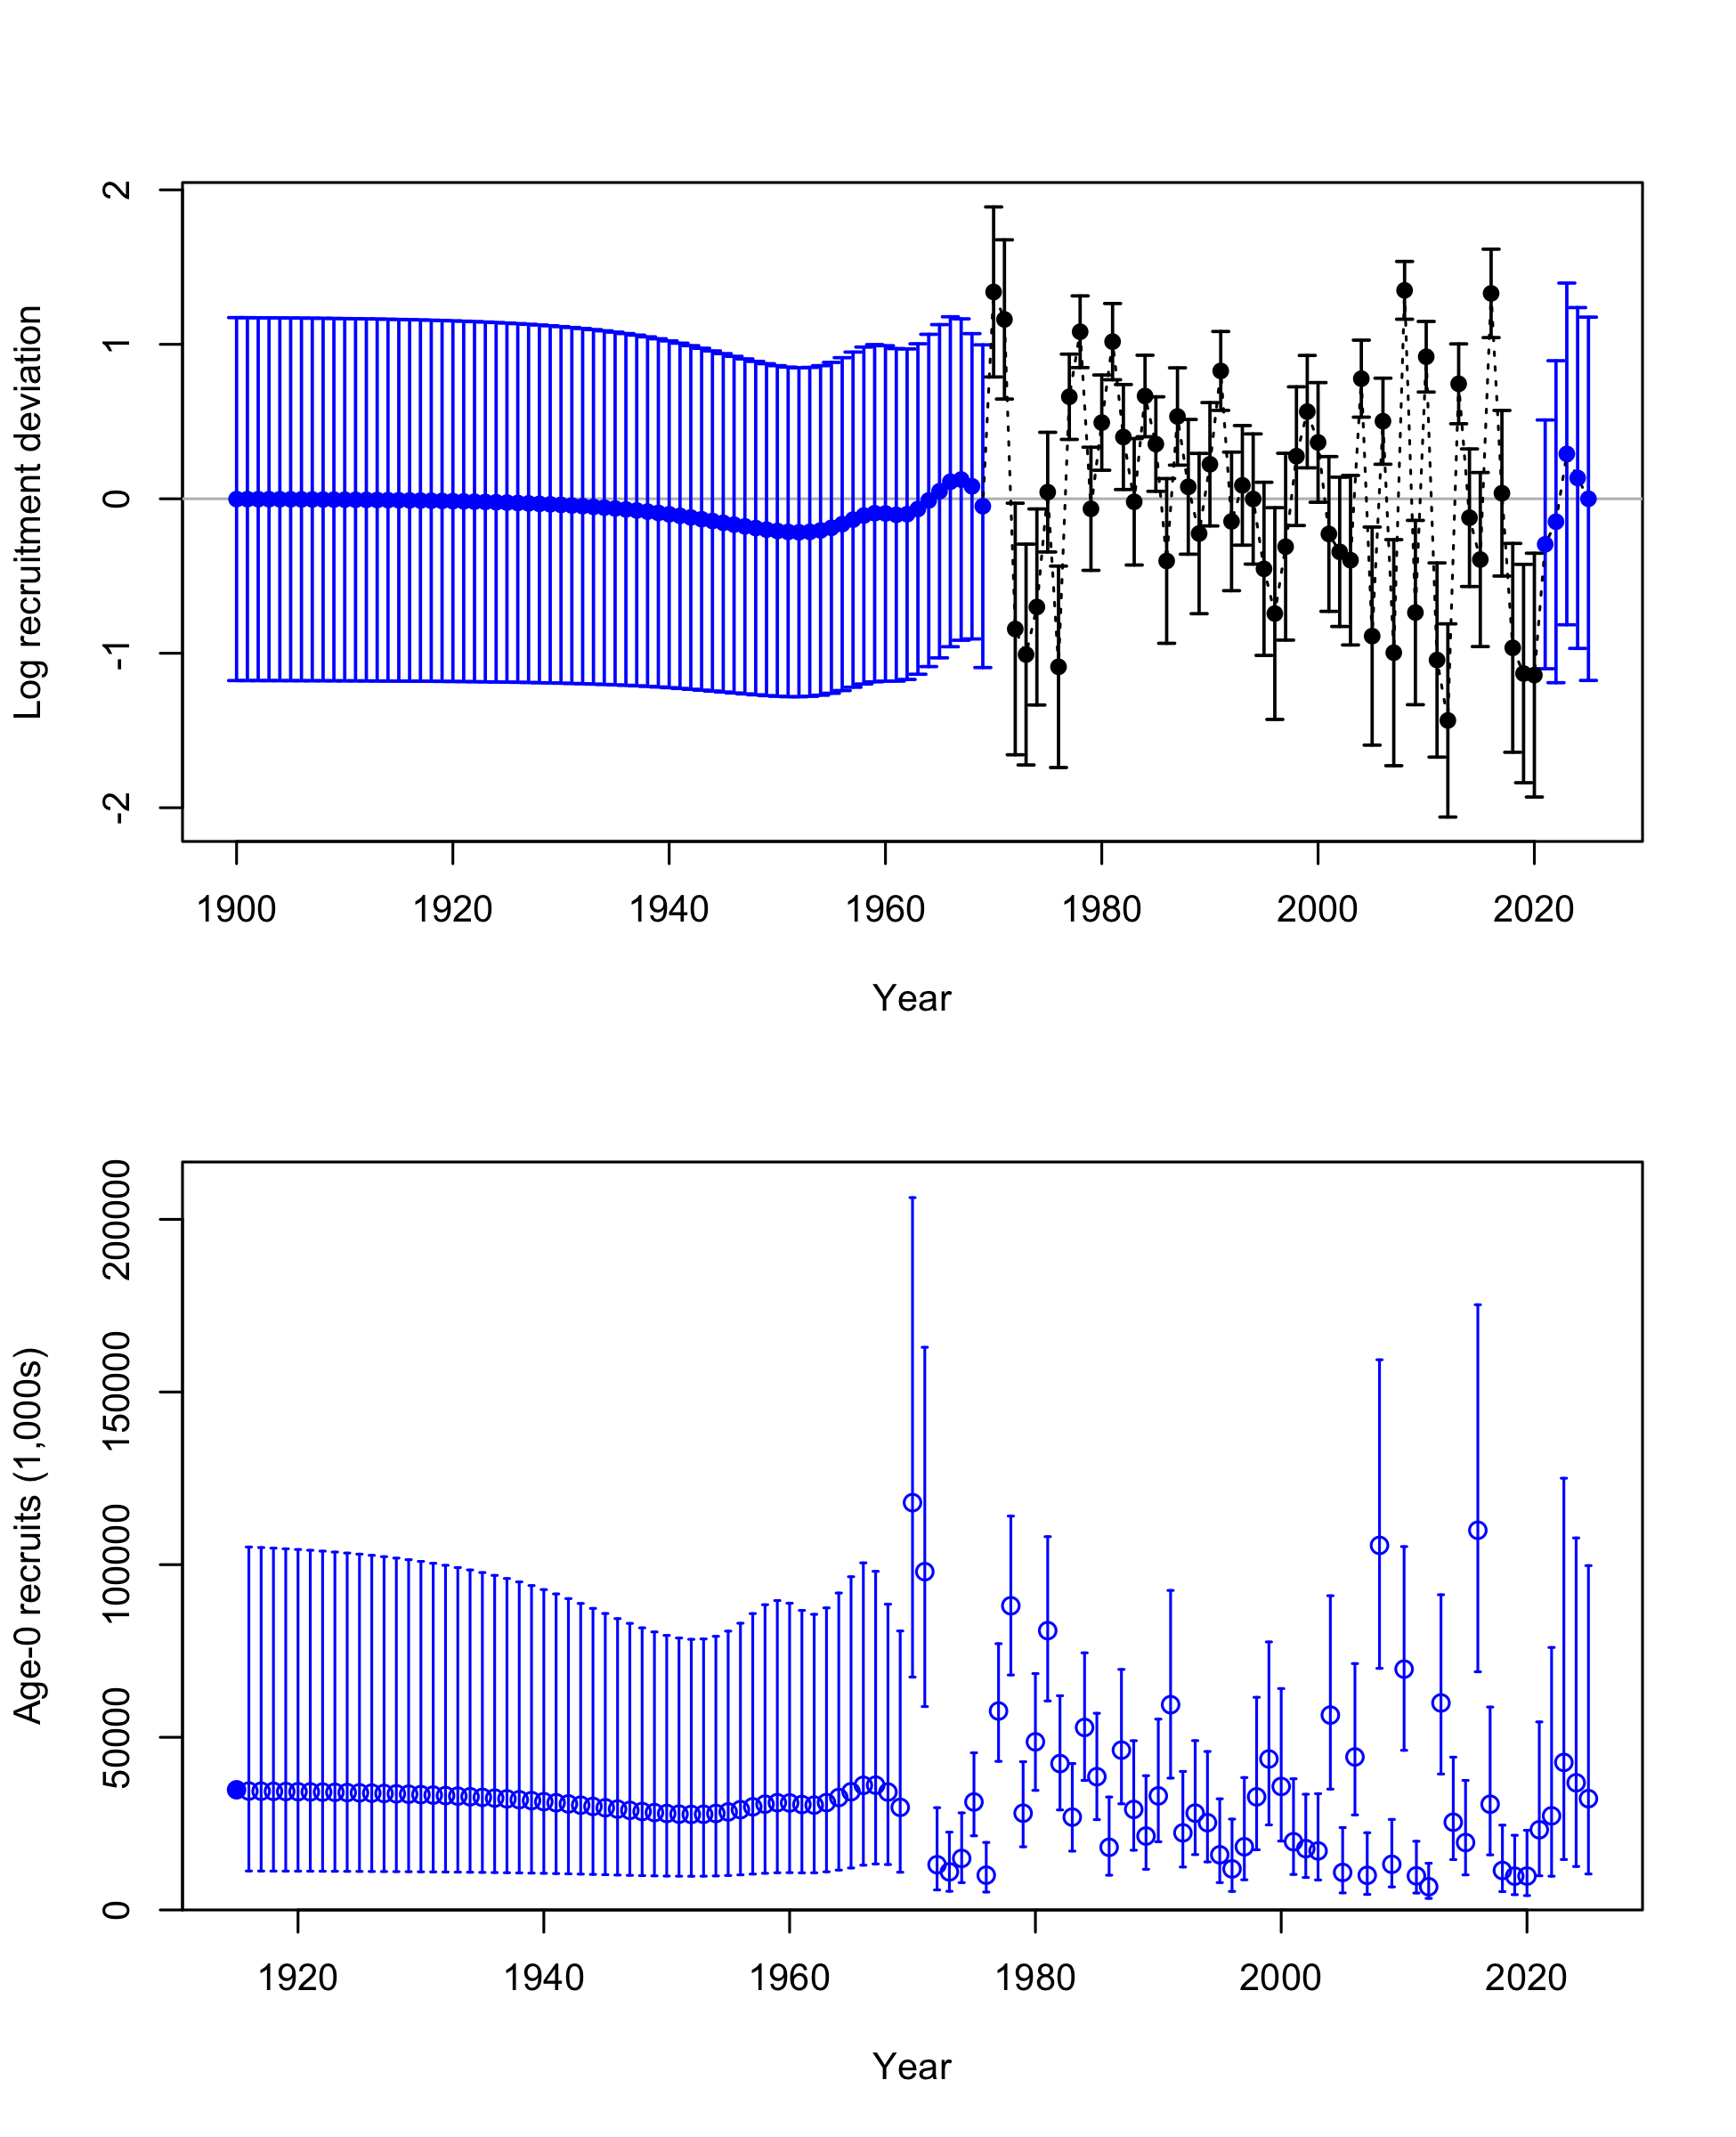 Log recruitment deviation
2
1
0
-1
-2
1900 1920 1940 1960 1980 2000 2020
Year
Age-0 recruits (1,000s)
200000
150000
100000
50000
0
1920 1940 1960 1980 2000 2020
Year